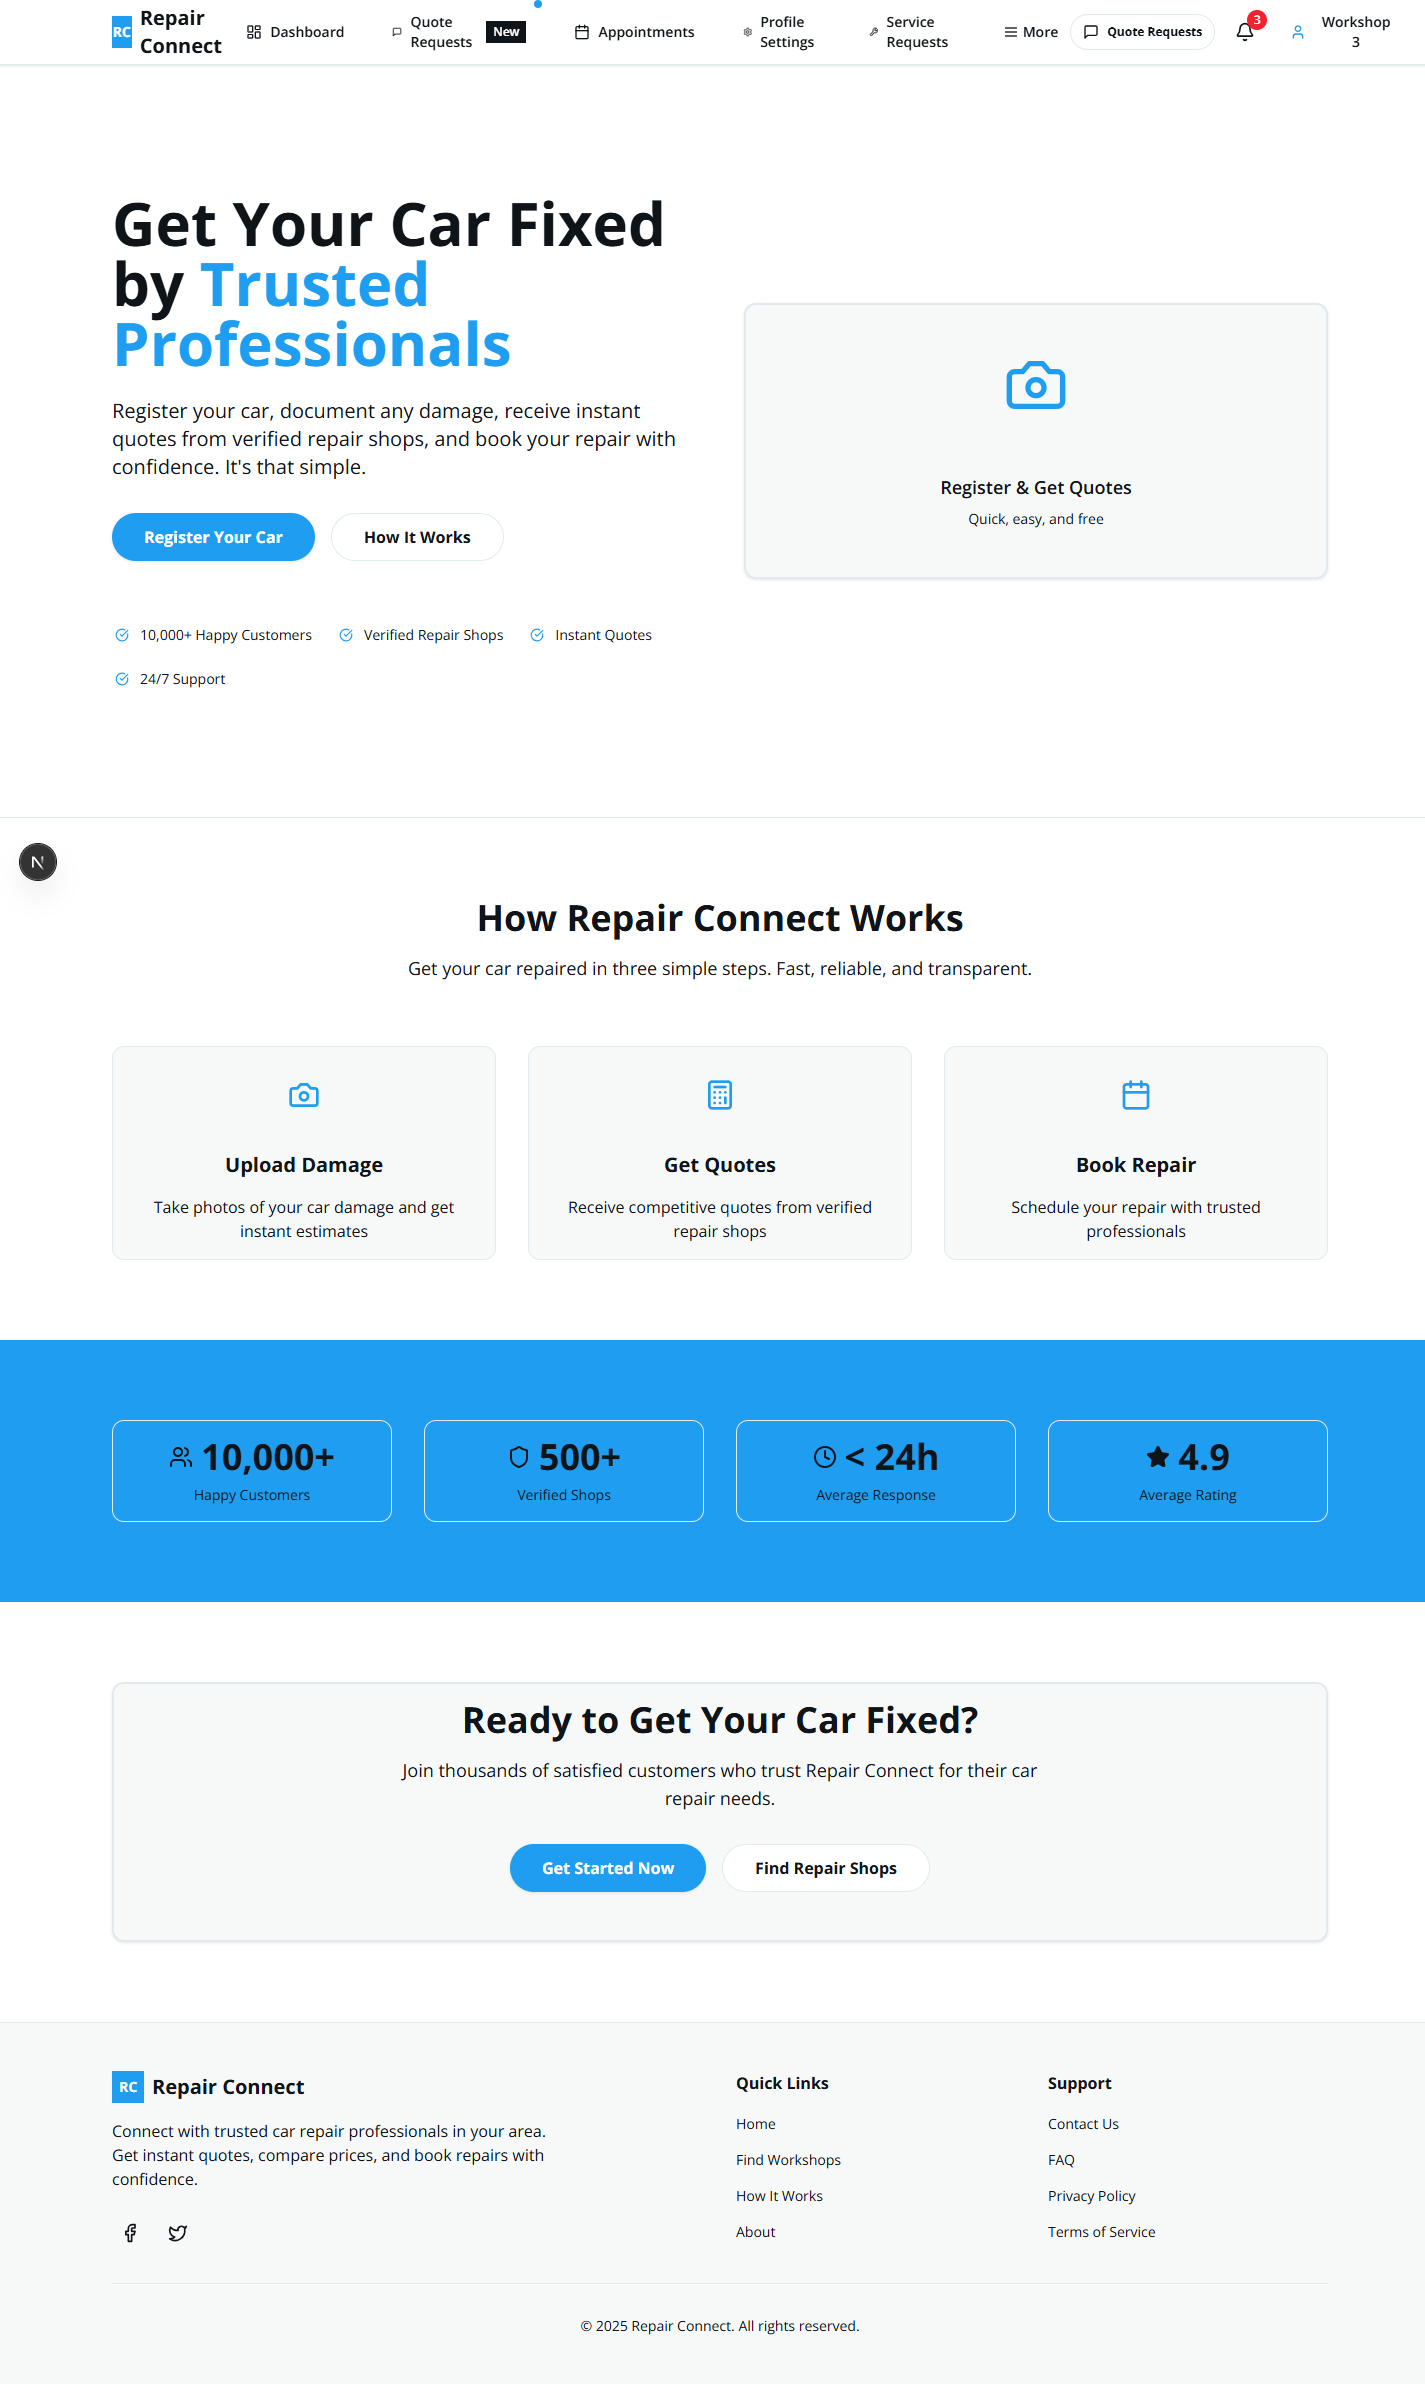 RC
Repair
Connect
Dashboard
Quote
Requests
New
Appointments
Profile
Settings
Service
Requests
More
Quote Requests
3
Workshop
3
Get Your Car Fixed
by Trusted
Professionals
Register your car, document any damage, receive instant
quotes from verified repair shops, and book your repair with
confidence. It's that simple.
Register Your Car
How It Works
10,000+ Happy Customers
Verified Repair Shops
Instant Quotes
24/7 Support
Register & Get Quotes
Quick, easy, and free
N
How Repair Connect Works
Get your car repaired in three simple steps. Fast, reliable, and transparent.
Upload Damage
Take photos of your car damage and get
instant estimates
Get Quotes
Receive competitive quotes from verified
repair shops
Book Repair
Schedule your repair with trusted
professionals
10,000+
Happy Customers
500+
Verified Shops
< 24h
Average Response
4.9
Average Rating
Ready to Get Your Car Fixed?
Join thousands of satisfied customers who trust Repair Connect for their car
repair needs.
Get Started Now
Find Repair Shops
RC
Repair Connect
Connect with trusted car repair professionals in your area.
Get instant quotes, compare prices, and book repairs with
confidence.
Quick Links
Home
Find Workshops
How It Works
About
Support
Contact Us
FAQ
Privacy Policy
Terms of Service
© 2025 Repair Connect. All rights reserved.